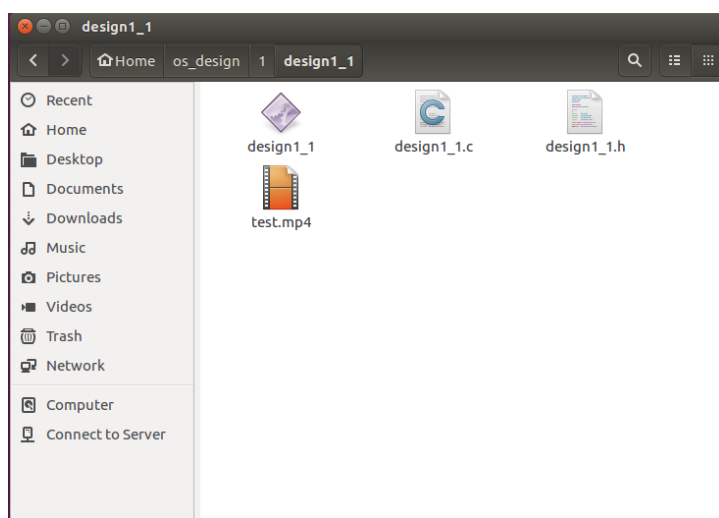 design1_1
Home os_design 1 design1_1
Recent
Home
Desktop
Documents
Downloads
Music
Pictures
Videos
Trash
Network
Computer
Connect to Server
design1_1 design1_1.c design1_1.h
test.mp4